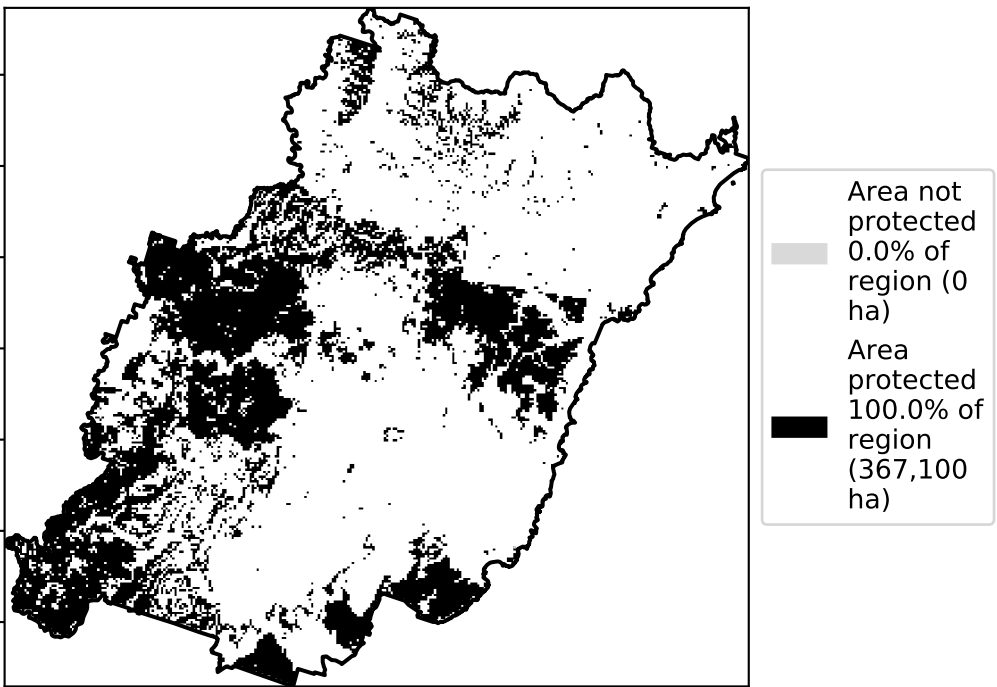 Area not
protected
0.0% of
region (0
ha)
Area
protected
100.0% of
region
(367,100
ha)